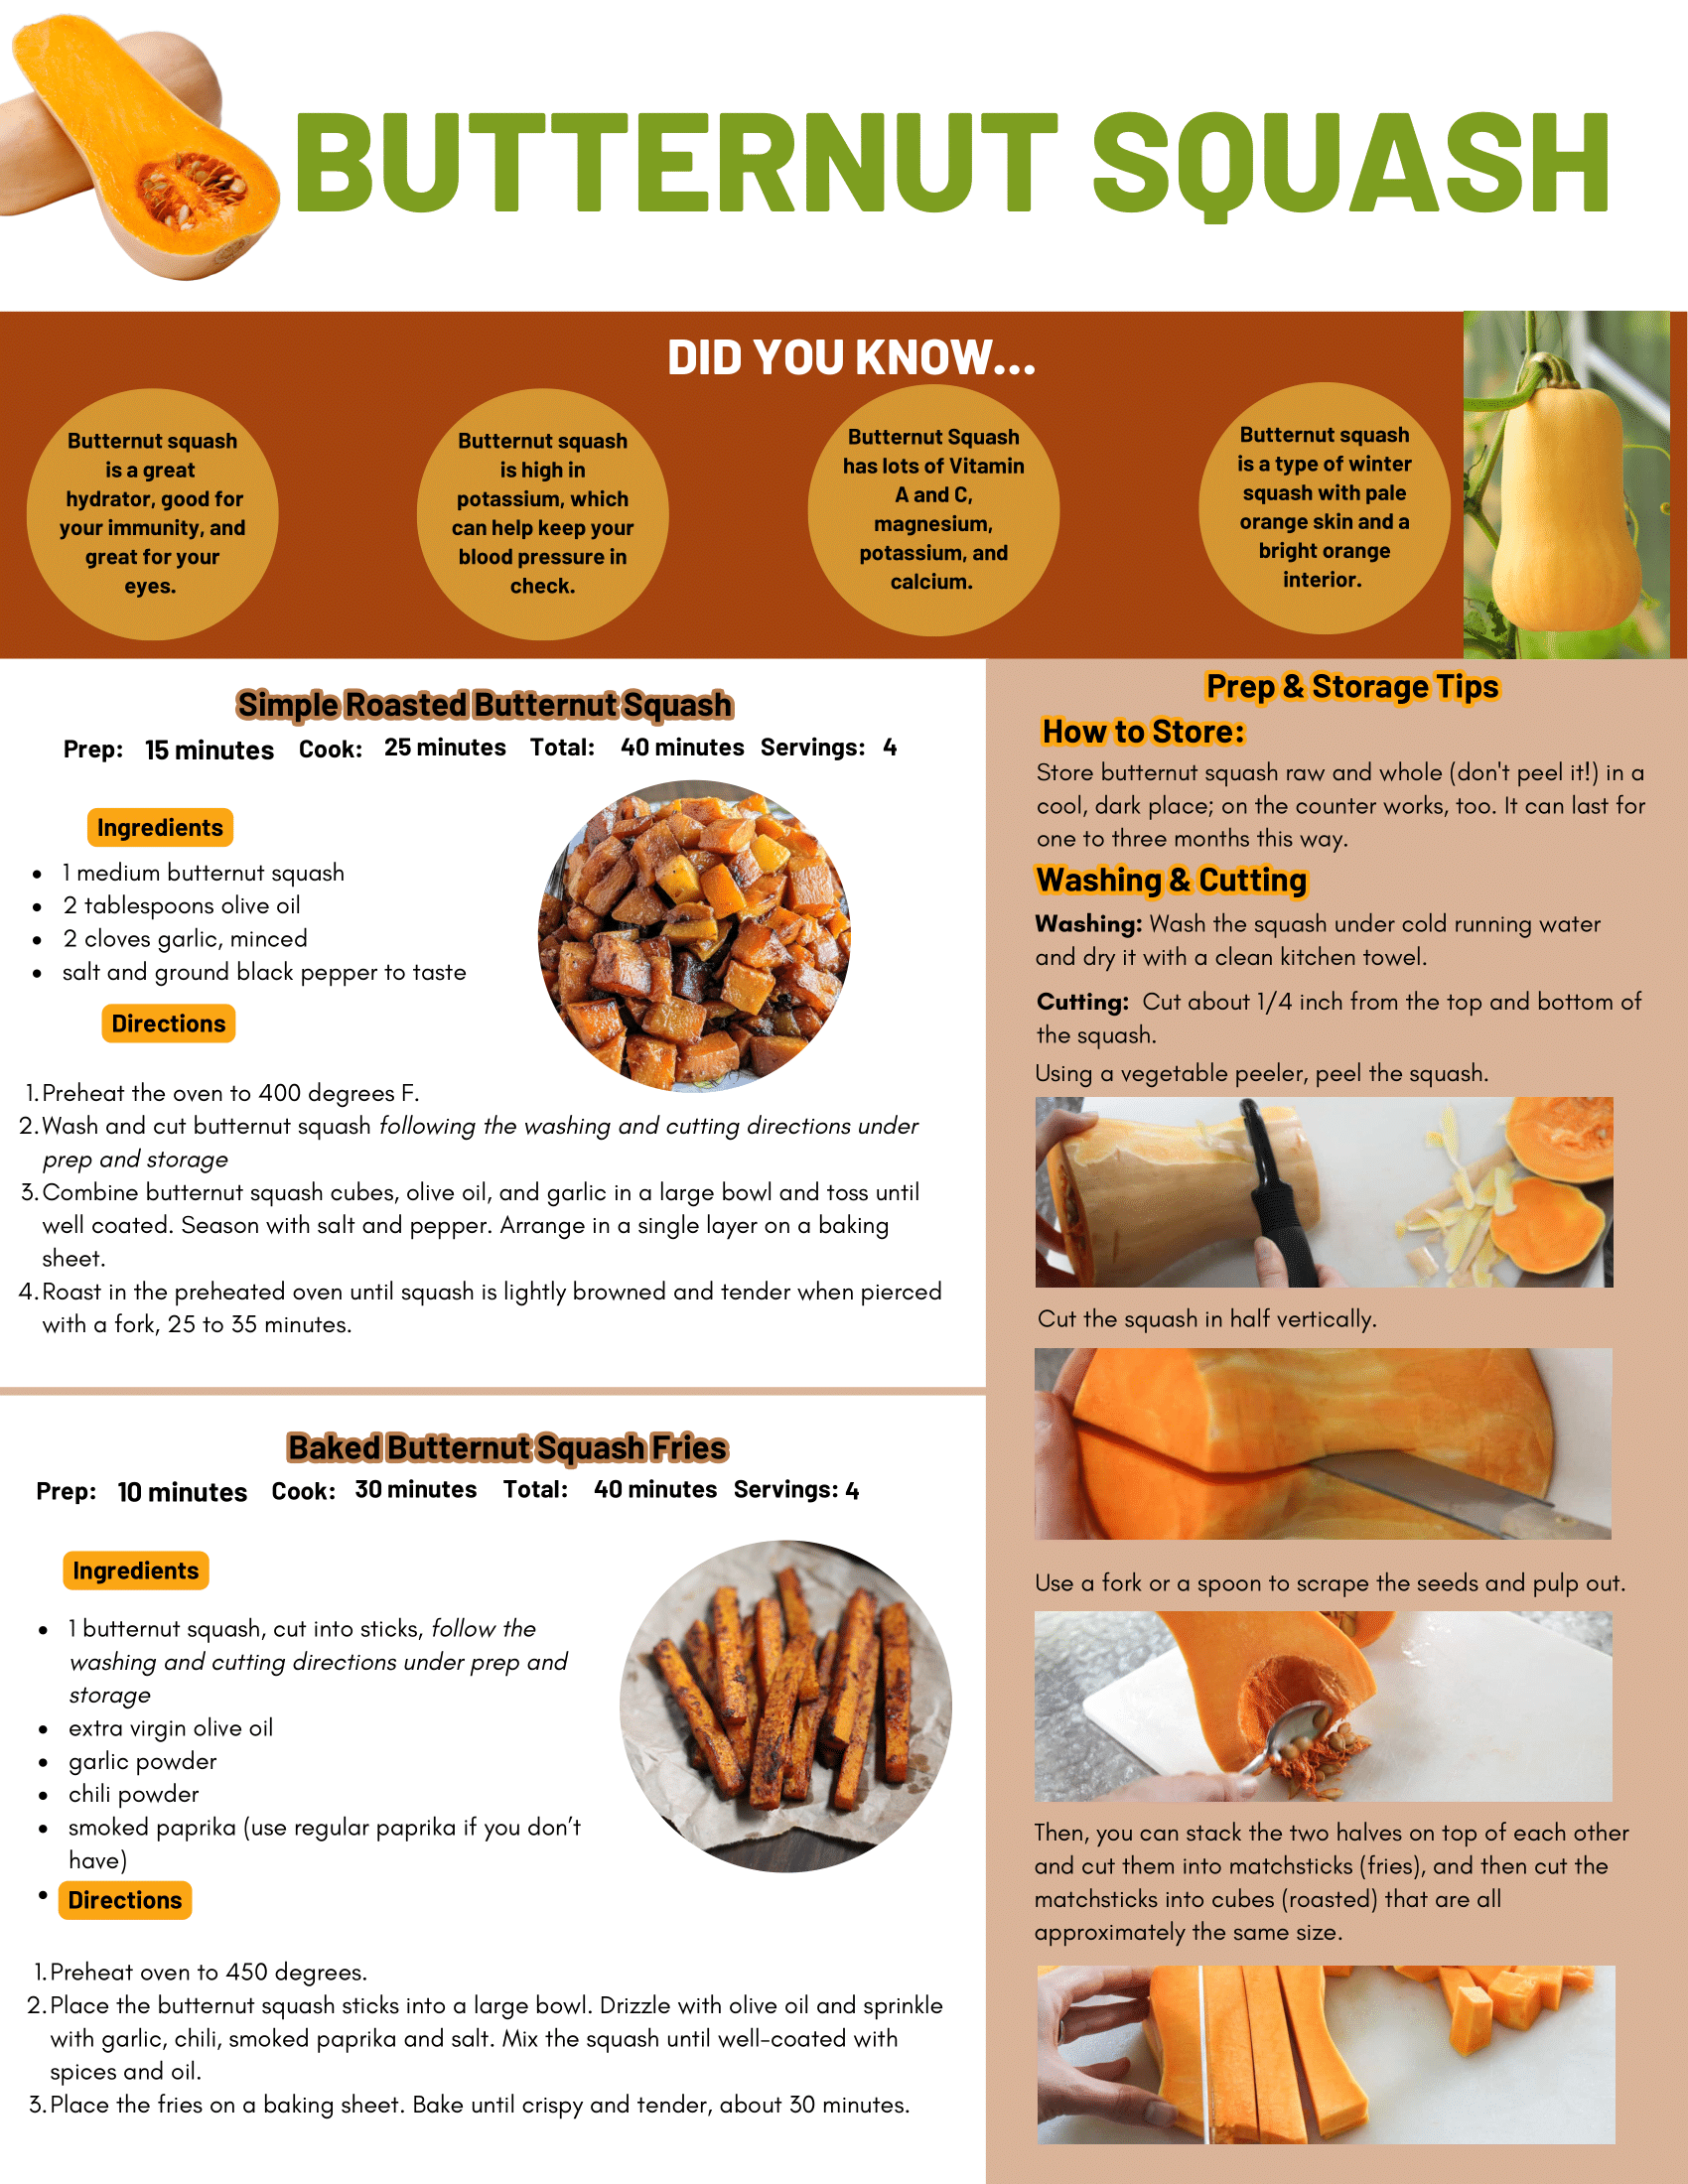 BUTTERNUT SQUASH
DID YOU KNOW...
Butternut squash
is a great
hydrator, good for
your immunity, and
great for your
eyes.
Butternut squash
is high in
potassium, which
can help keep your
blood pressure in
check.
Butternut Squash
has lots of Vitamin
A and C,
magnesium,
potassium, and
calcium.
Butternut squash
is a type of winter
squash with pale
orange skin and a
bright orange
interior.
Simple Roasted Butternut Squash
Prep: 15 minutes Cook: 25 minutes Total: 40 minutes Servings: 4
Ingredients
• 1 medium butternut squash
• 2 tablespoons olive oil
• 2 cloves garlic, minced
• salt and ground black pepper to taste
Directions
1. Preheat the oven to 400 degrees F.
2. Wash and cut butternut squash following the washing and cutting directions under
prep and storage
3. Combine butternut squash cubes, olive oil, and garlic in a large bowl and toss until
well coated. Season with salt and pepper. Arrange in a single layer on a baking
sheet.
4. Roast in the preheated oven until squash is lightly browned and tender when pierced
with a fork, 25 to 35 minutes.
Baked Butternut Squash Fries
Prep: 10 minutes Cook: 30 minutes Total: 40 minutes Servings: 4
Ingredients
• 1 butternut squash, cut into sticks, follow the
washing and cutting directions under prep and
storage
• extra virgin olive oil
• garlic powder
• chili powder
• smoked paprika (use regular paprika if you don't
have)
• Directions
1. Preheat oven to 450 degrees.
2. Place the butternut squash sticks into a large bowl. Drizzle with olive oil and sprinkle
with garlic, chili, smoked paprika and salt. Mix the squash until well-coated with
spices and oil.
3. Place the fries on a baking sheet. Bake until crispy and tender, about 30 minutes.
Prep & Storage Tips
How to Store:
Store butternut squash raw and whole (don't peel it!) in a
cool, dark place; on the counter works, too. It can last for
one to three months this way.
Washing & Cutting
Washing: Wash the squash under cold running water
and dry it with a clean kitchen towel.
Cutting: Cut about 1/4 inch from the top and bottom of
the squash.
Using a vegetable peeler, peel the squash.
Cut the squash in half vertically.
Use a fork or a spoon to scrape the seeds and pulp out.
Then, you can stack the two halves on top of each other
and cut them into matchsticks (fries), and then cut the
matchsticks into cubes (roasted) that are all
approximately the same size.